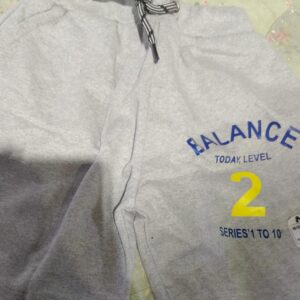 BALANCE
TODAY, LEVEL
2
SERIES'1 TO 10